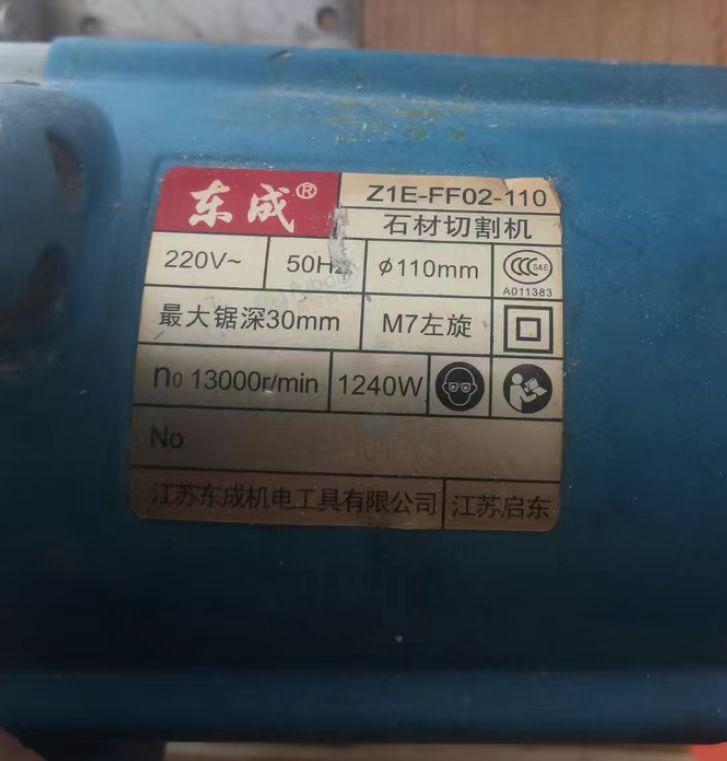 东成®
Z1E-FF02-110
石材切割机
220V~ 50Hz φ110mm
S&E
A011383
最大锯深30mm M7左旋
n0 13000r/min 1240W
No.
江苏东成机电工具有限公司 江苏启东